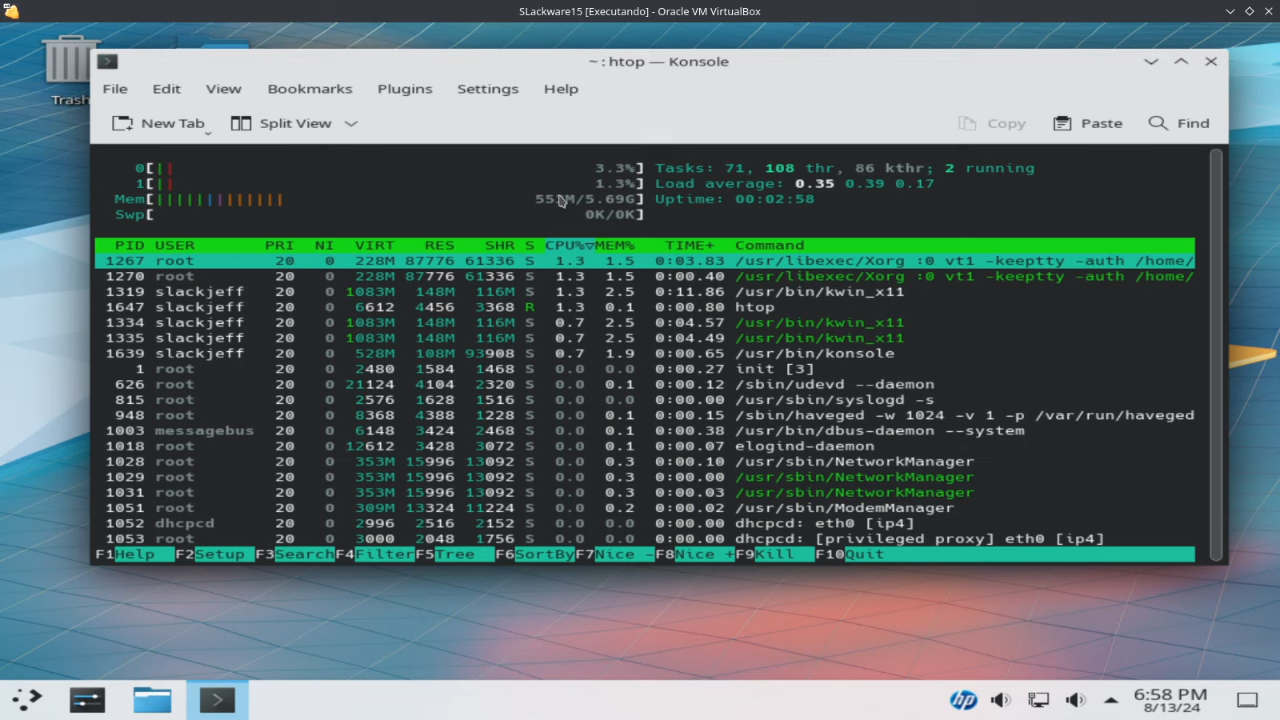 SLackware15 [Executando] - Oracle VM VirtualBox
Trash
~ : htop — Konsole
File Edit View Bookmarks Plugins Settings Help
New Tab Split View Copy Paste Find
0[|| 3.3%] Tasks: 71, 108 thr, 86 kthr; 2 running
1[|| 1.3%] Load average: 0.35 0.39 0.17
Mem[||||||||||||||| /5.69G] Uptime: 00:02:58
Swp[ 0K/0K]
PID USER PRI NI VIRT RES SHR S CPU%▽MEM% TIME+ Command
1267 root 20 0 228M 87776 61336 S 1.3 1.5 0:03.83 /usr/libexec/Xorg :0 vt1 -keeptty -auth /home/
1270 root 20 0 228M 87776 61336 S 1.3 1.5 0:00.40 /usr/libexec/Xorg :0 vt1 -keeptty -auth /home/
1319 slackjeff 20 0 1083M 148M 116M S 1.3 2.5 0:11.86 /usr/bin/kwin_x11
1647 slackjeff 20 0 6612 4456 3368 R 1.3 0.1 0:00.80 htop
1334 slackjeff 20 0 1083M 148M 116M S 0.7 2.5 0:04.57 /usr/bin/kwin_x11
1335 slackjeff 20 0 1083M 148M 116M S 0.7 2.5 0:04.49 /usr/bin/kwin_x11
1639 slackjeff 20 0 528M 108M 93908 S 0.7 1.9 0:00.65 /usr/bin/konsole
1 root 20 0 2480 1584 1468 S 0.0 0.0 0:00.27 init [3]
626 root 20 0 21124 4104 2320 S 0.0 0.1 0:00.12 /sbin/udevd --daemon
815 root 20 0 2576 1628 1516 S 0.0 0.0 0:00.00 /usr/sbin/syslogd -s
948 root 20 0 8368 4388 1228 S 0.0 0.1 0:00.15 /sbin/haveged -w 1024 -v 1 -p /var/run/haveged
1003 messagebus 20 0 6148 3424 2468 S 0.0 0.1 0:00.38 /usr/bin/dbus-daemon --system
1018 root 20 0 12612 3428 3072 S 0.0 0.1 0:00.07 elogind-daemon
1028 root 20 0 353M 15996 13092 S 0.0 0.3 0:00.10 /usr/sbin/NetworkManager
1029 root 20 0 353M 15996 13092 S 0.0 0.3 0:00.00 /usr/sbin/NetworkManager
1031 root 20 0 353M 15996 13092 S 0.0 0.3 0:00.03 /usr/sbin/NetworkManager
1051 root 20 0 309M 13324 11224 S 0.0 0.2 0:00.02 /usr/sbin/ModemManager
1052 dhcpcd 20 0 2996 2516 2152 S 0.0 0.0 0:00.00 dhcpcd: eth0 [ip4]
1053 root 20 0 3000 2048 1756 S 0.0 0.0 0:00.00 dhcpcd: [privileged proxy] eth0 [ip4]
F1Help F2Setup F3SearchF4FilterF5Tree F6SortByF7Nice -F8Nice +F9Kill F10Quit
hp 6:58 PM
8/13/24